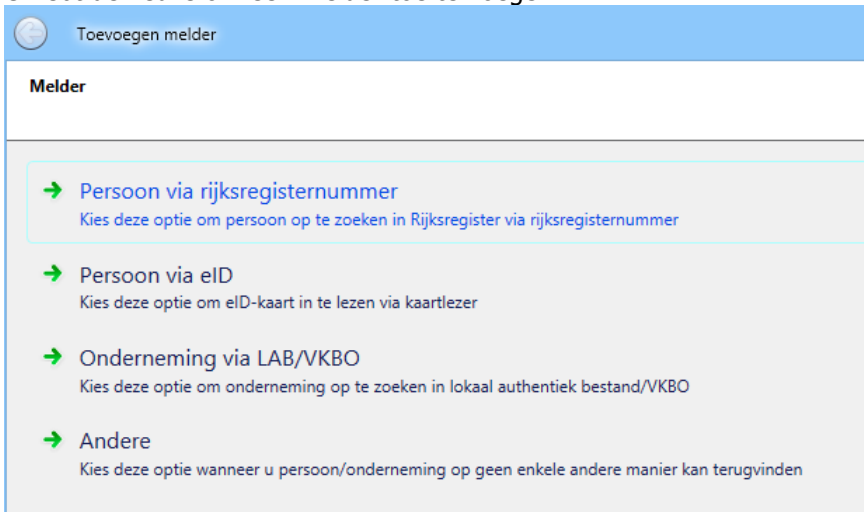 Toevoegen melder
Melder
Persoon via rijksregisternummer
Kies deze optie om persoon op te zoeken in Rijksregister via rijksregisternummer
Persoon via eID
Kies deze optie om eID-kaart in te lezen via kaartlezer
Onderneming via LAB/VKBO
Kies deze optie om onderneming op te zoeken in lokaal authentiek bestand/VKBO
Andere
Kies deze optie wanneer u persoon/onderneming op geen enkele andere manier kan terugvinden